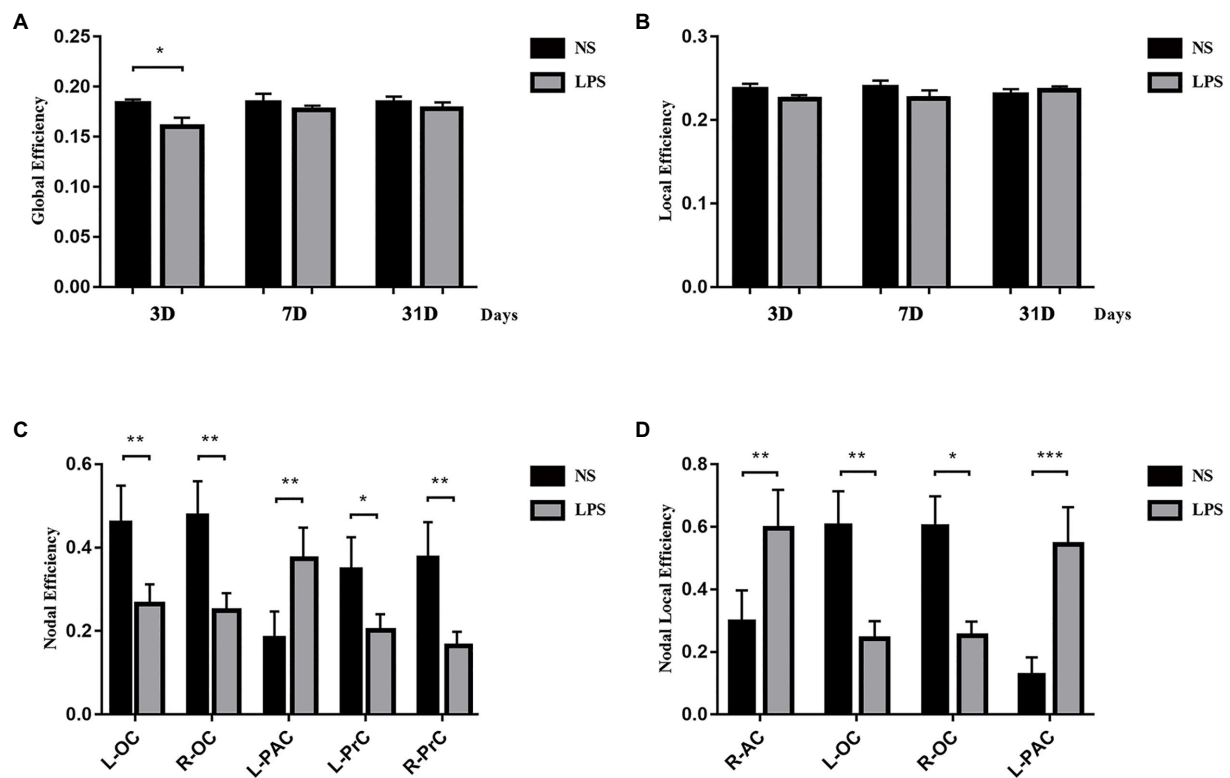 A
0.25
0.20
0.15
0.10
0.05
0.00
Global Efficiency
*
3D
7D
31D
Days
NS
LPS
B
0.3
0.2
0.1
0.0
Local Efficiency
3D
7D
31D
Days
NS
LPS
C
0.6
0.4
0.2
0.0
Nodal Efficiency
**
**
**
*
**
L-OC
R-OC
L-PAC
L-PrC
R-PrC
NS
LPS
D
0.8
0.6
0.4
0.2
0.0
Nodal Local Efficiency
**
**
*
***
R-AC
L-OC
R-OC
L-PAC
NS
LPS